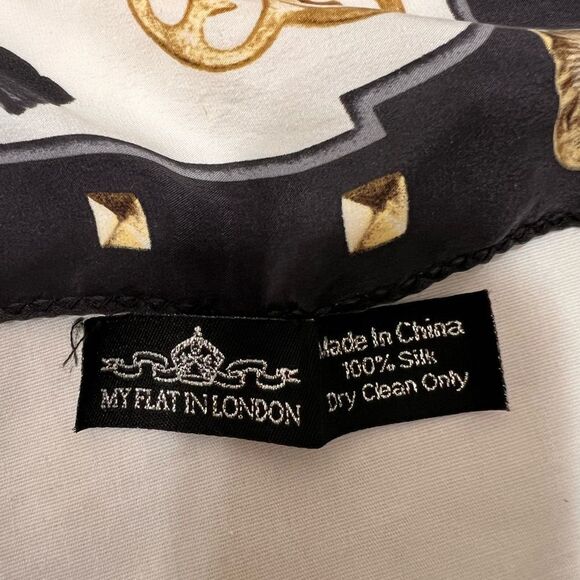 MY FLAT IN LONDON
Made In China
100% Silk
Dry Clean Only